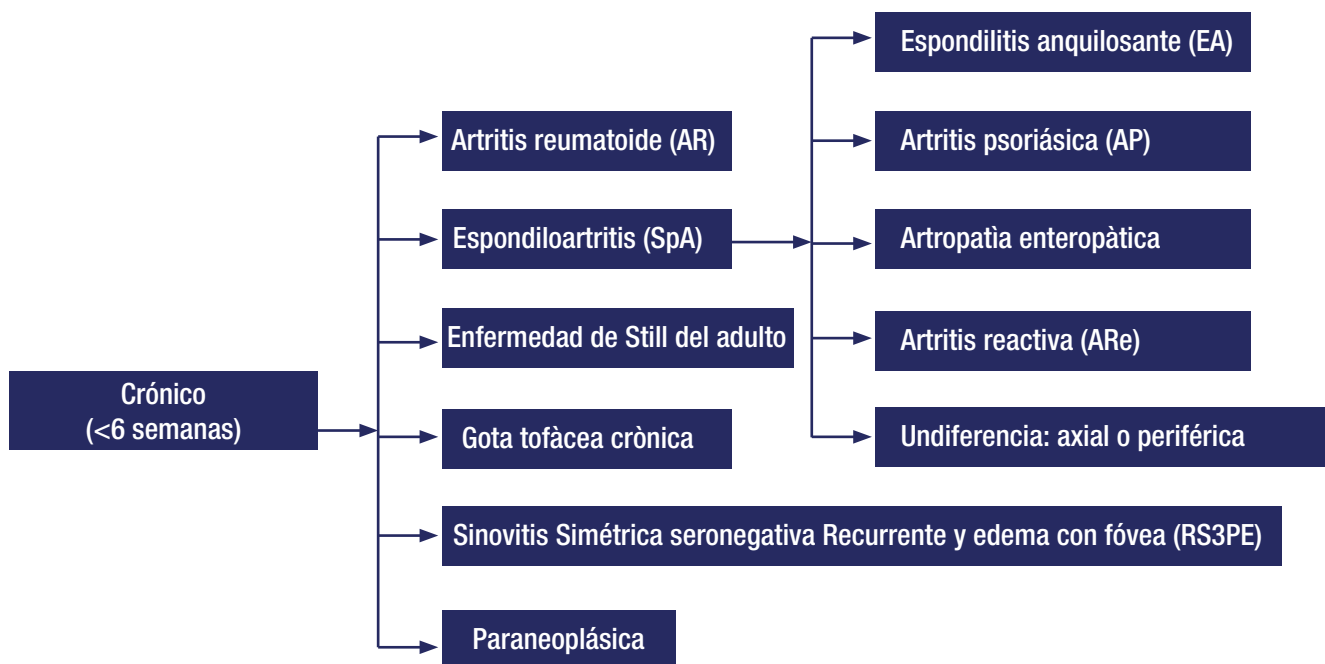 Crónico
(<6 semanas)
Artritis reumatoide (AR)
Espondiloartritis (SpA)
Enfermedad de Still del adulto
Gota tofàcea crònica
Sinovitis Simétrica seronegativa Recurrente y edema con fóvea (RS3PE)
Paraneoplásica
Espondilitis anquilosante (EA)
Artritis psoriásica (AP)
Artropatìa enteropàtica
Artritis reactiva (ARe)
Undiferencia: axial o periférica